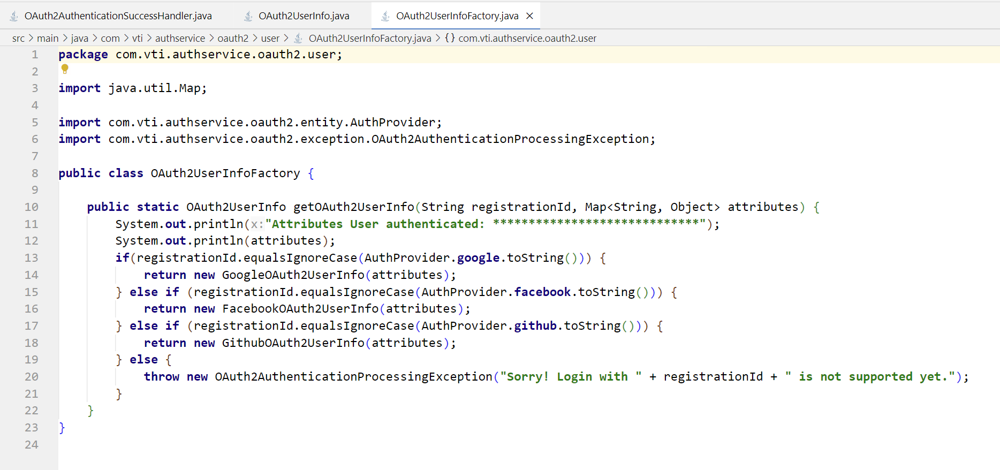 OAuth2AuthenticationSuccessHandler.java OAuth2UserInfo.java OAuth2UserInfoFactory.java ×
src > main > java > com > vti > authservice > oauth2 > user > OAuth2UserInfoFactory.java > {} com.vti.authservice.oauth2.user
1 package com.vti.authservice.oauth2.user;
2
3 import java.util.Map;
4
5 import com.vti.authservice.oauth2.entity.AuthProvider;
6 import com.vti.authservice.oauth2.exception.OAuth2AuthenticationProcessingException;
7
8 public class OAuth2UserInfoFactory {
9
10     public static OAuth2UserInfo getOAuth2UserInfo(String registrationId, Map<String, Object> attributes) {
11         System.out.println(x:"Attributes User authenticated: *****************************");
12         System.out.println(attributes);
13         if(registrationId.equalsIgnoreCase(AuthProvider.google.toString())) {
14             return new GoogleOAuth2UserInfo(attributes);
15         } else if (registrationId.equalsIgnoreCase(AuthProvider.facebook.toString())) {
16             return new FacebookOAuth2UserInfo(attributes);
17         } else if (registrationId.equalsIgnoreCase(AuthProvider.github.toString())) {
18             return new GithubOAuth2UserInfo(attributes);
19         } else {
20             throw new OAuth2AuthenticationProcessingException("Sorry! Login with " + registrationId + " is not supported yet.");
21         }
22     }
23 }
24